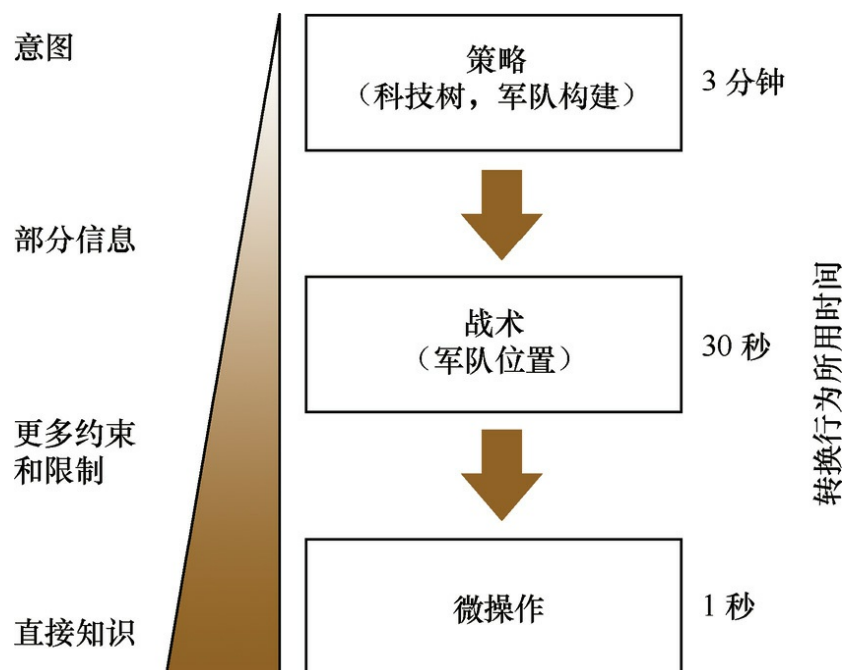 意图
策略
（科技树，军队构建）
3 分钟
部分信息
战术
（军队位置）
30 秒
更多约束
和限制
微操作
1 秒
直接知识
转换行为所用时间